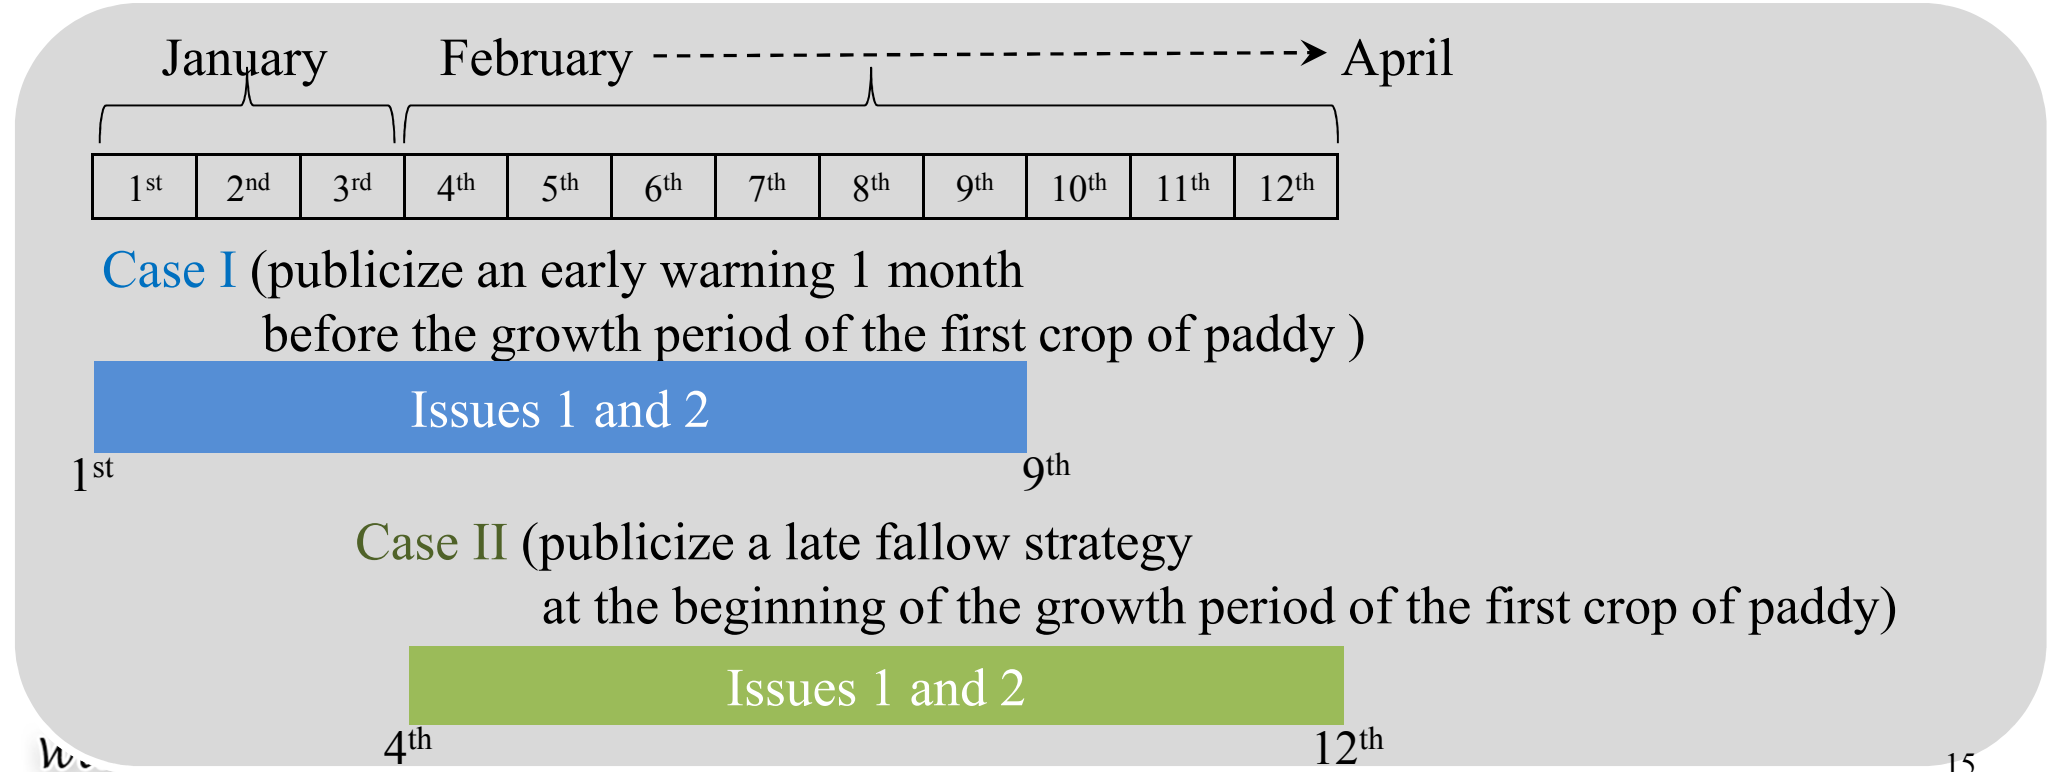 January February April
1st 2nd 3rd 4th 5th 6th 7th 8th 9th 10th 11th 12th
Case I (publicize an early warning 1 month
before the growth period of the first crop of paddy )
Issues 1 and 2
1st 9th
Case II (publicize a late fallow strategy
at the beginning of the growth period of the first crop of paddy)
Issues 1 and 2
4th 12th
15